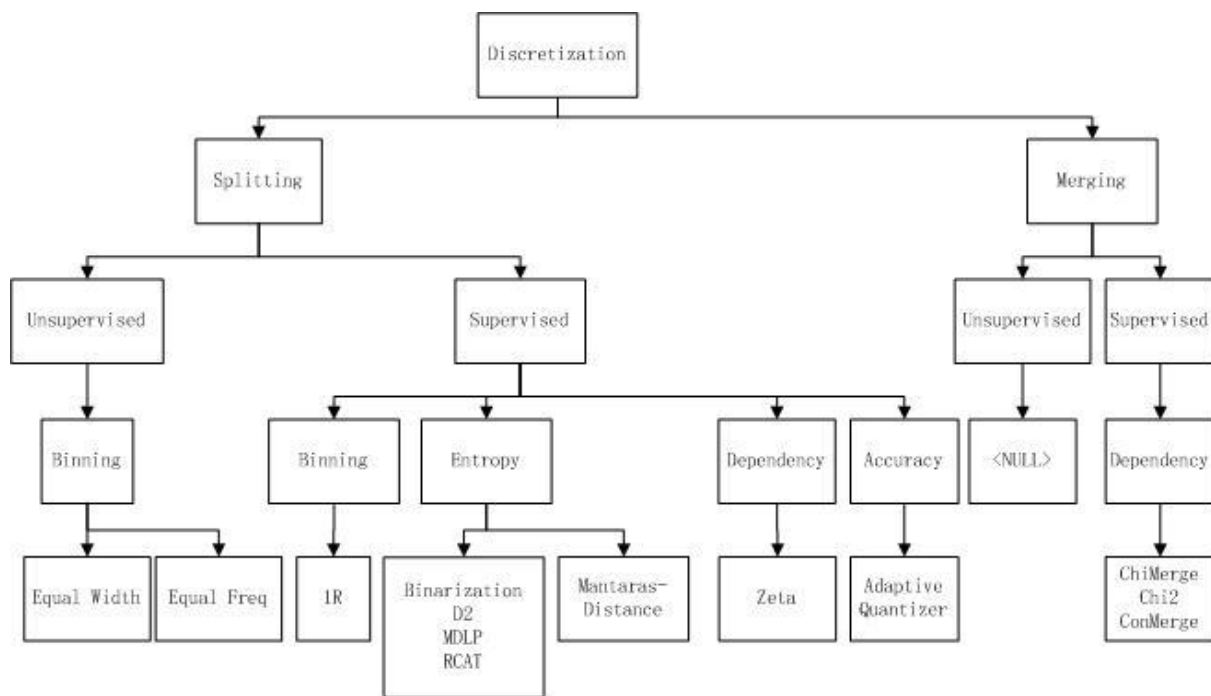 Discretization
Splitting
Merging
Unsupervised
Supervised
Unsupervised
Supervised
Binning
Binning
Entropy
Dependency
Accuracy
<NULL>
Dependency
Equal Width
Equal Freq
1R
Binarization
D2
MDLP
RCAT
Mantaras-
Distance
Zeta
Adaptive
Quantizer
ChiMerge
Chi2
ConMerge